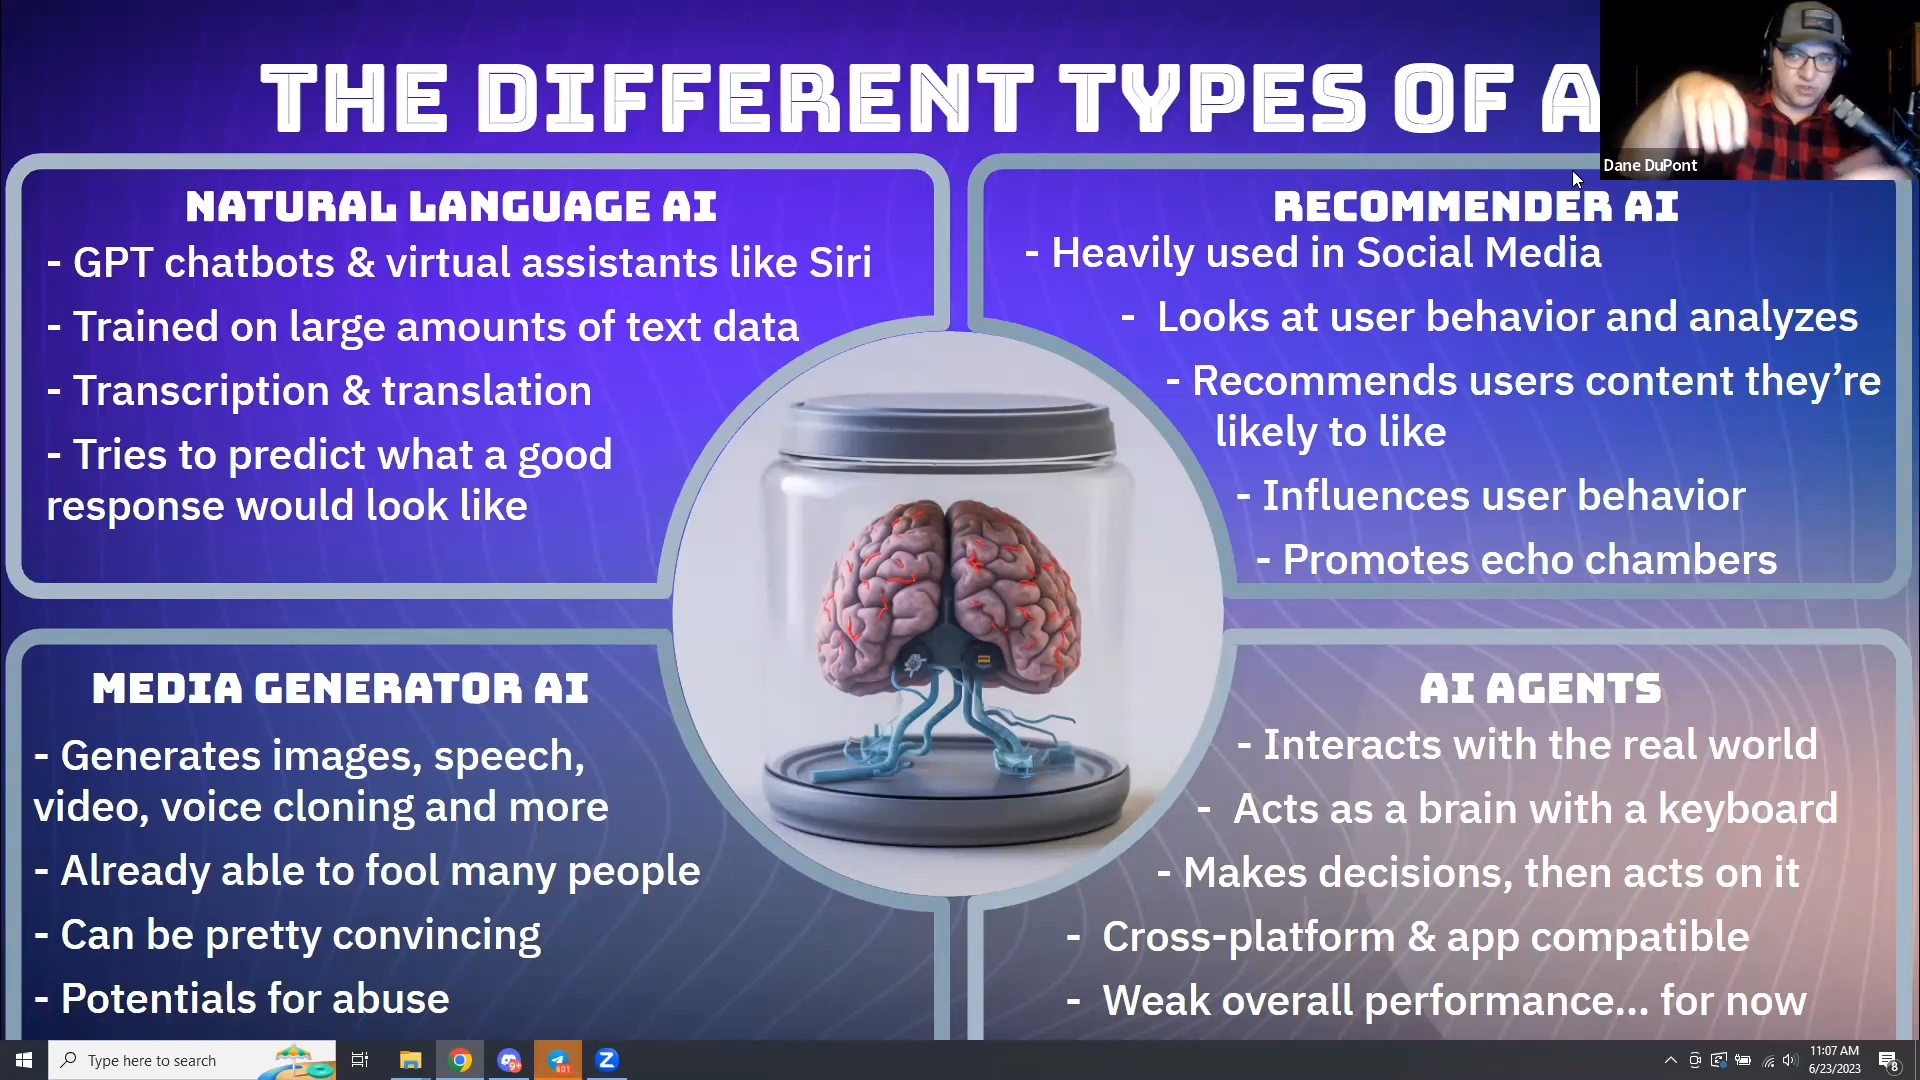 THE DIFFERENT TYPES OF A
Dane DuPont
NATURAL LANGUAGE AI
- GPT chatbots & virtual assistants like Siri
- Trained on large amounts of text data
- Transcription & translation
- Tries to predict what a good
response would look like
RECOMMENDER AI
- Heavily used in Social Media
- Looks at user behavior and analyzes
- Recommends users content they’re
likely to like
- Influences user behavior
- Promotes echo chambers
MEDIA GENERATOR AI
- Generates images, speech,
video, voice cloning and more
- Already able to fool many people
- Can be pretty convincing
- Potentials for abuse
AI AGENTS
- Interacts with the real world
- Acts as a brain with a keyboard
- Makes decisions, then acts on it
- Cross-platform & app compatible
- Weak overall performance... for now
Type here to search
9+
601
Z
11:07 AM
6/23/2023
8